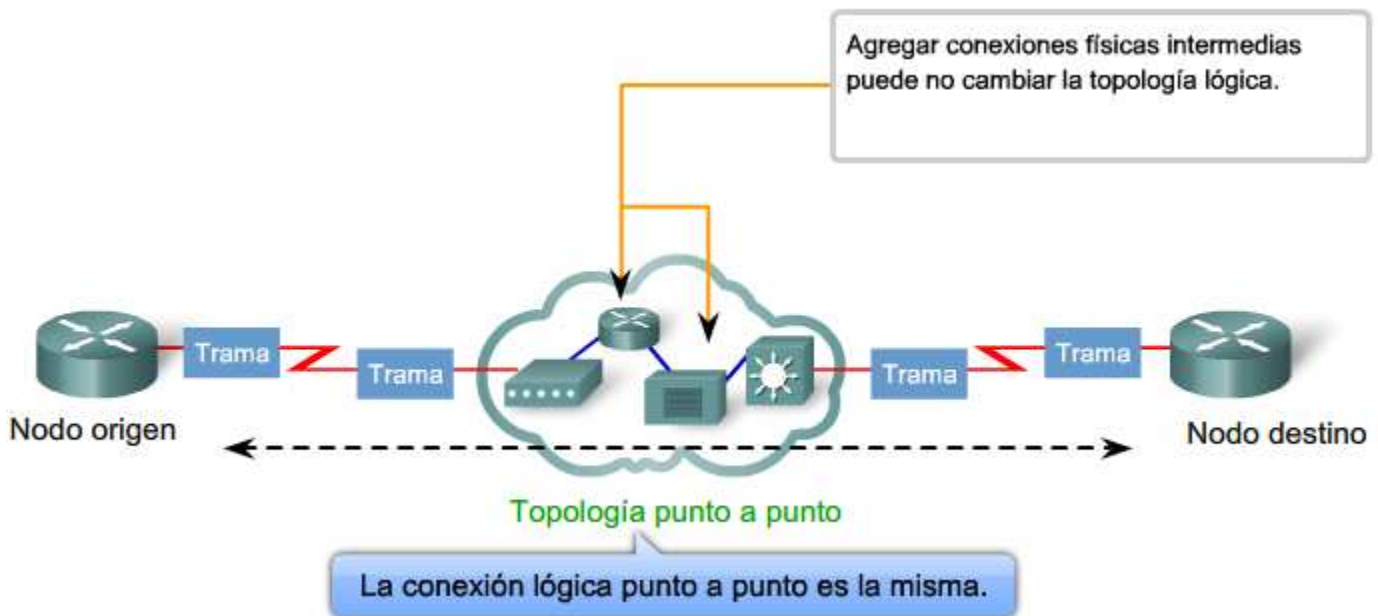 Agregar conexiones físicas intermedias
puede no cambiar la topología lógica.
Trama
Trama
Trama
Trama
Nodo origen
Nodo destino
Topología punto a punto
La conexión lógica punto a punto es la misma.